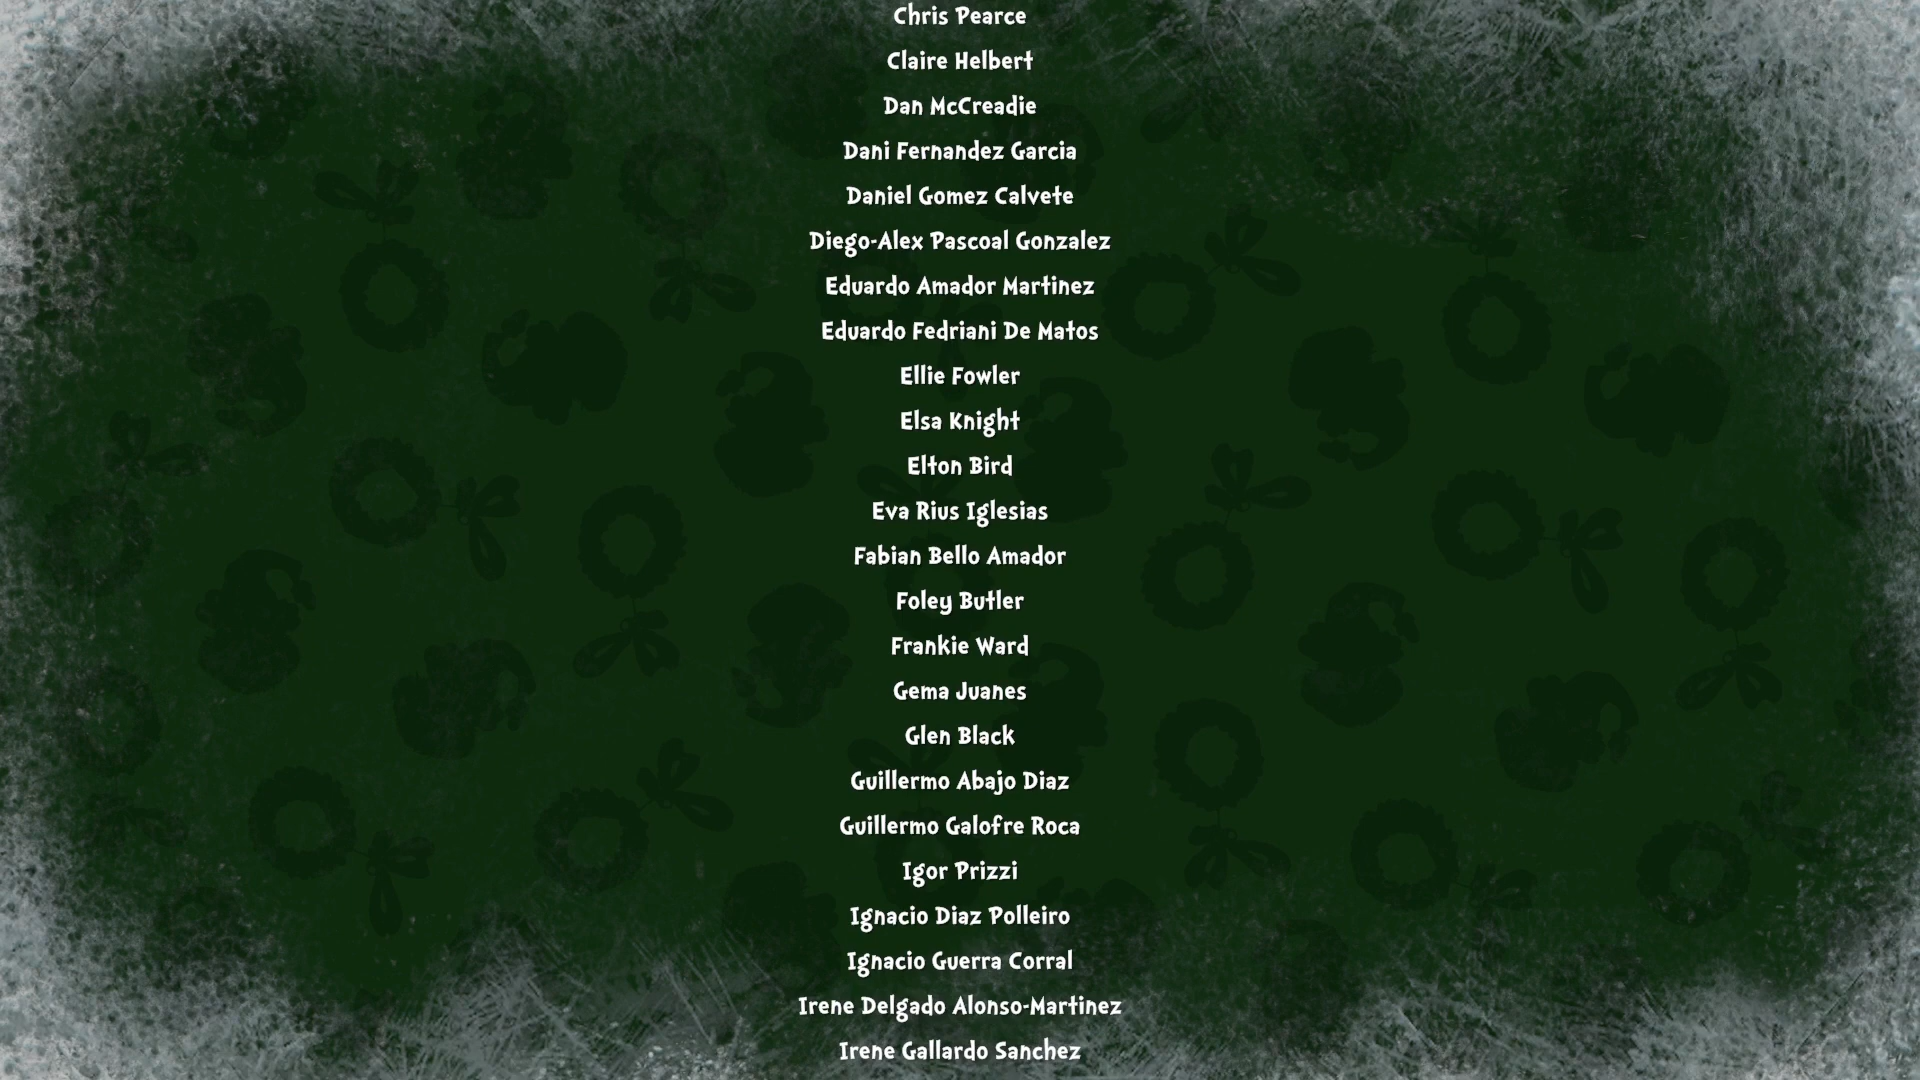 Chris Pearce
Claire Helbert
Dan McCreadie
Dani Fernandez Garcia
Daniel Gomez Calvete
Diego-Alex Pascoal Gonzalez
Eduardo Amador Martinez
Eduardo Fedriani De Matos
Ellie Fowler
Elsa Knight
Elton Bird
Eva Rius Iglesias
Fabian Bello Amador
Foley Butler
Frankie Ward
Gema Juanes
Glen Black
Guillermo Abajo Diaz
Guillermo Galofre Roca
Igor Prizzi
Ignacio Diaz Polleiro
Ignacio Guerra Corral
Irene Delgado Alonso-Martinez
Irene Gallardo Sanchez